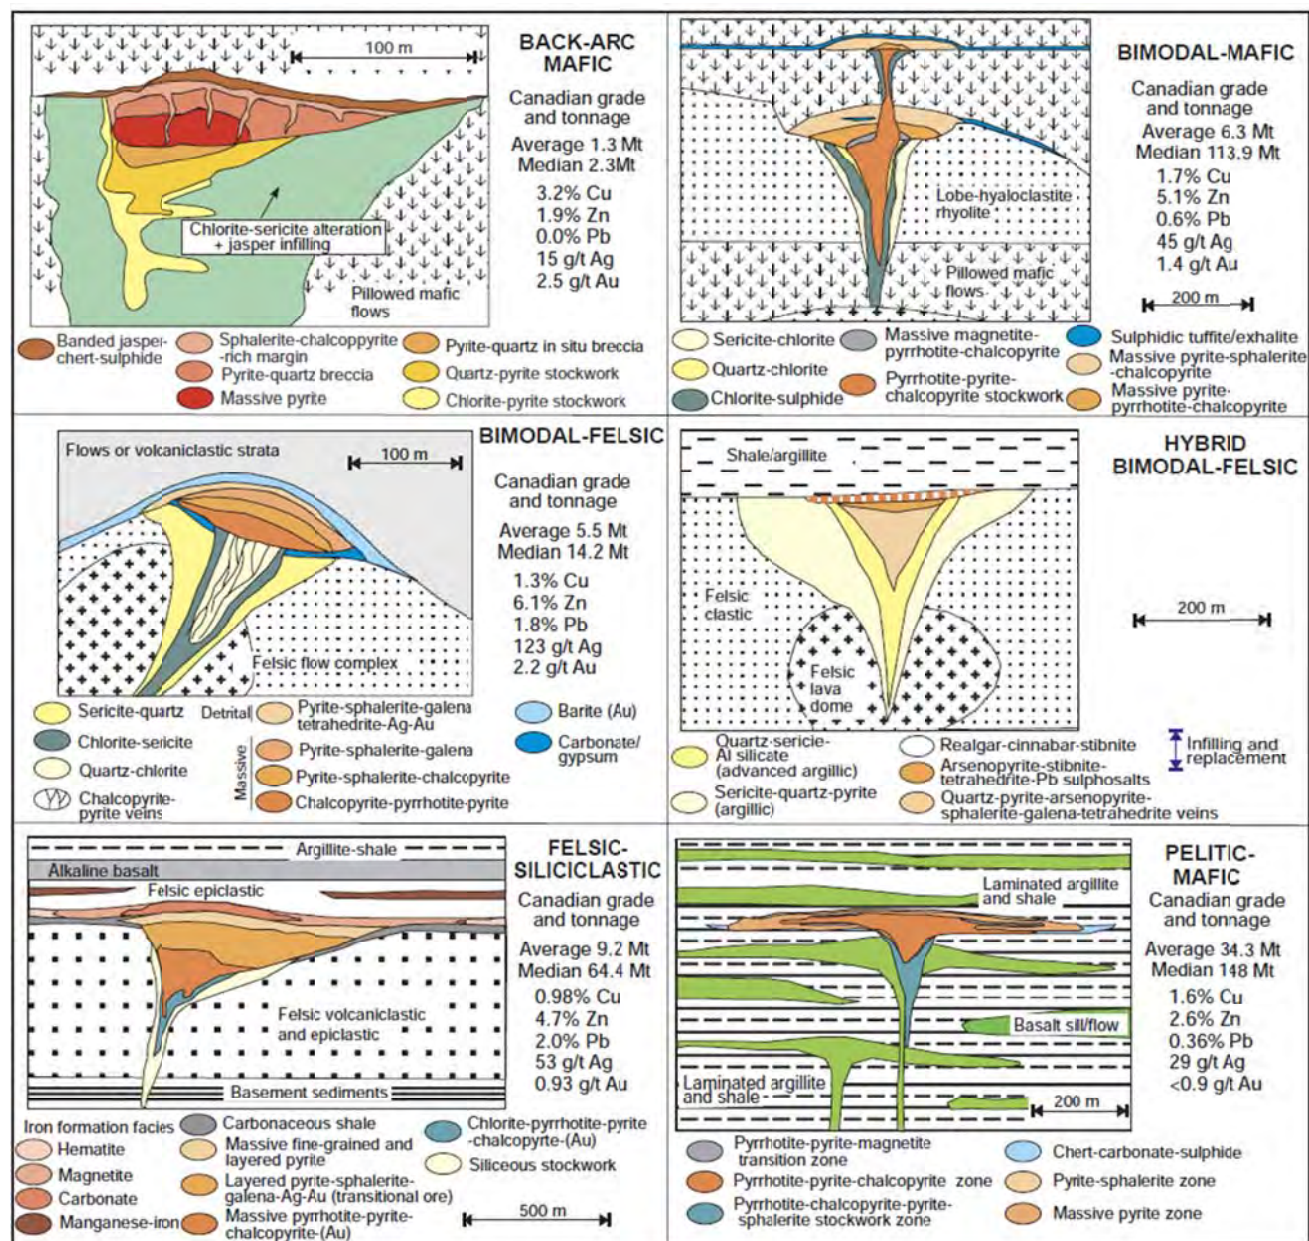 100 m
BACK-ARC
MAFIC
Canadian grade
and tonnage
Average 1.3 Mt
Median 2.3Mt
3.2% Cu
1.9% Zn
0.0% Pb
15 g/t Ag
2.5 g/t Au
Chlorite-sericite alteration
+ jasper infilling
Pillowed mafic
flows
Banded jasper-
chert-sulphide
Sphalerite-chalcoppyrite
-rich margin
Pyrite-quartz breccia
Massive pyrite
Pyiite-quartz in situ breccia
Quartz-pyrite stockwork
Chlorite-pyrite stockwork
BIMODAL-MAFIC
Canadian grade
and tonnage
Average 6.3 Mt
Median 113.9 Mt
1.7% Cu
5.1% Zn
0.6% Pb
45 g/t Ag
1.4 g/t Au
200 m
Lobe-hyaloclastite
rhyolite
Pillowed mafic
flows
Sericite-chlorite
Quartz-chlorite
Chlorite-sulphide
Massive magnetite-
pyrrhotite-chalcopyrite
Pyrrhotite-pyrite-
chalcopyrite stockwork
Sulphidic tuffite/exhalite
Massive pyrite-sphalerite
-chalcopyrite
Massive pyrite-
pyrrhotite-chalcopyrite
BIMODAL-FELSIC
Flows or volcaniclastic strata
100 m
Canadian grade
and tonnage
Average 5.5 Mt
Median 14.2 Mt
1.3% Cu
6.1% Zn
1.8% Pb
123 g/t Ag
2.2 g/t Au
Felsic flow complex
Sericite-quartz
Chlorite-sericite
Quartz-chlorite
Chalcopyrite-
pyrite veins
Detrital
Pyrite-sphalerite-galena
tetrahedrite-Ag-Au
Massive
Pyrite-sphalerite-galena
Pyrite-sphalerite-chalcopyrite
Chalcopyrite-pyrrhotite-pyrite
Barite (Au)
Carbonate/
gypsum
HYBRID
BIMODAL-FELSIC
Shale/argillite
Felsic
clastic
Felsic
lava
dome
200 m
Quartz-sericie-
Al silicate
(advanced argillic)
Sericite-quartz-pyrite
(argillic)
Realgar-cinnabar-stibnite
Arsenopyrite-stibnite-
tetrahedrite-Pb sulphosalts
Quartz-pyrite-arsenopyrite-
sphalerite-galena-tetrahedrite veins
Infilling and
replacement
FELSIC-
SILICICLASTIC
Argillite-shale
Alkaline basalt
Felsic epiclastic
Canadian grade
and tonnage
Average 9.2 Mt
Median 64.4 Mt
0.98% Cu
4.7% Zn
2.0% Pb
53 g/t Ag
0.93 g/t Au
Felsic volcaniclastic
and epiclastic
Basement sediments
Iron formation facies
Hematite
Magnetite
Carbonate
Manganese-iron
Carbonaceous shale
Massive fine-grained and
layered pyrite
Layered pyrite-sphalerite-
galena-Ag-Au (transitional ore)
Massive pyrrhotite-pyrite-
chalcopyrite-(Au)
Chlorite-pyrrhotite-pyrite
-chalcopyrte-(Au)
Siliceous stockwork
500 m
PELITIC-
MAFIC
Laminated argillite
and shale
Canadian grade
and tonnage
Average 34.3 Mt
Median 148 Mt
1.6% Cu
2.6% Zn
0.36% Pb
29 g/t Ag
<0.9 g/t Au
Basalt sill/flow
Laminated argillite
and shale
200 m
Pyrrhotite-pyrite-magnetite
transition zone
Pyrrhotite-pyrite-chalcopyrite zone
Pyrrhotite-chalcopyrite-pyrite-
sphalerite stockwork zone
Chert-carbonate-sulphide
Pyrite-sphalerite zone
Massive pyrite zone